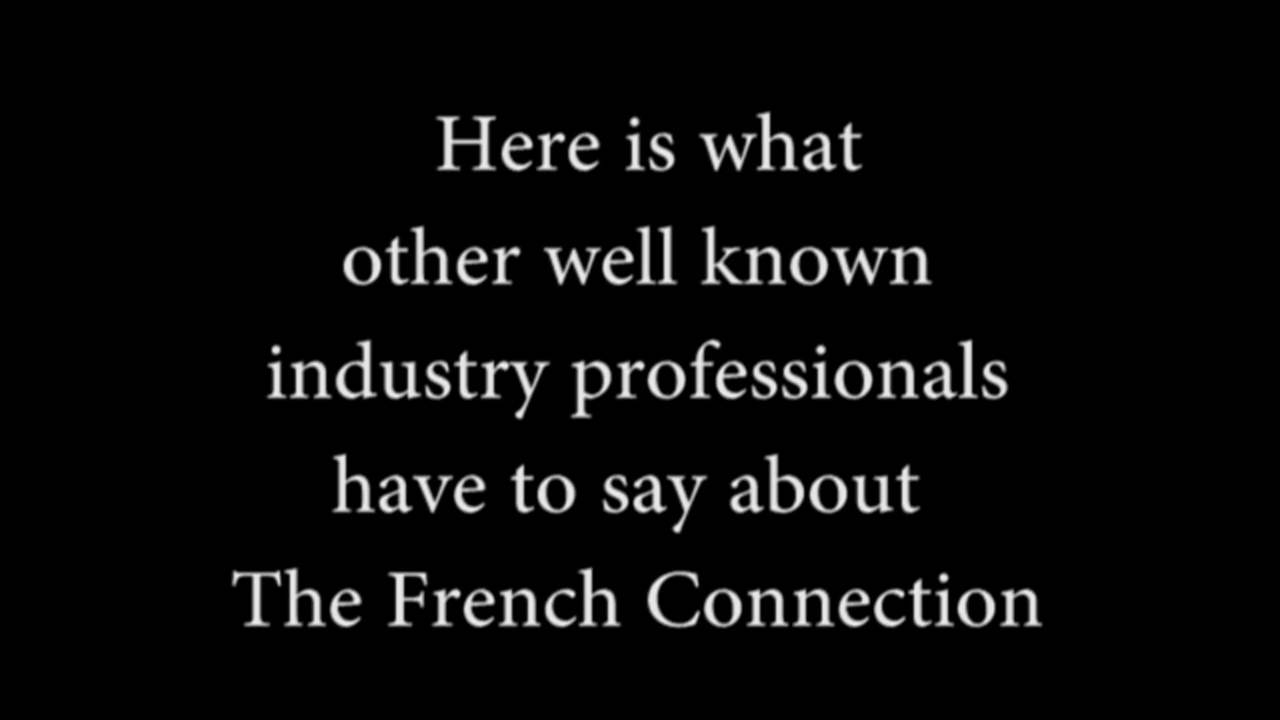 Here is what
other well known
industry professionals
have to say about
The French Connection